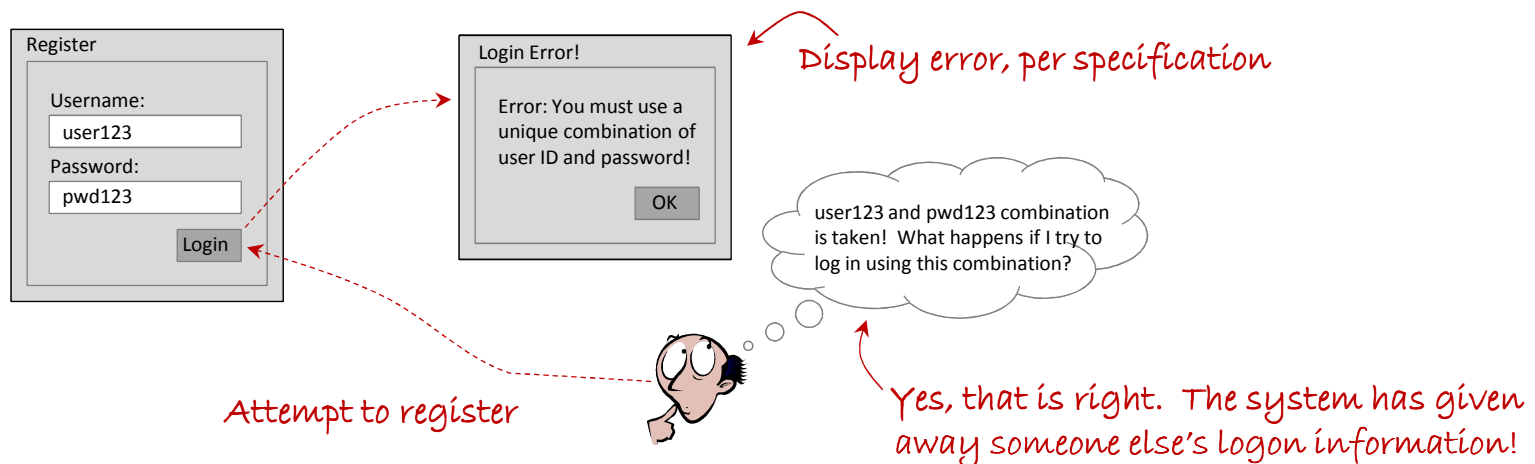 Register
Username:
user123
Password:
pwd123
Login
Login Error!
Error: You must use a
unique combination of
user ID and password!
OK
Display error, per specification
user123 and pwd123 combination
is taken!  What happens if I try to
log in using this combination?
Attempt to register
Yes, that is right.  The system has given
away someone else's logon information!